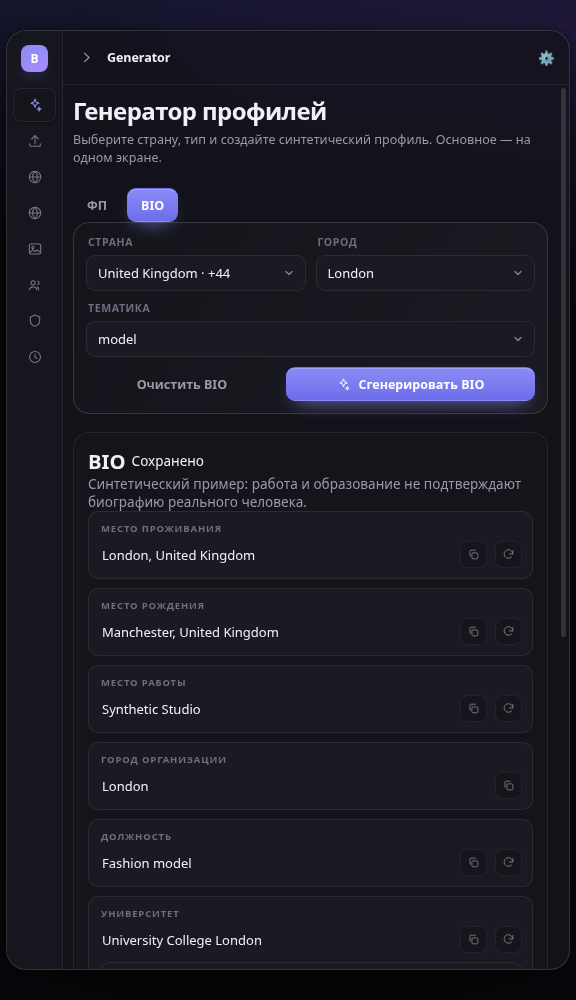 B
Generator
Генератор профилей
Выберите страну, тип и создайте синтетический профиль. Основное — на
одном экране.
ФП
BIO
СТРАНА
ГОРОД
United Kingdom · +44
London
ТЕМАТИКА
model
Очистить BIO
Сгенерировать BIO
BIO Сохранено
Синтетический пример: работа и образование не подтверждают
биографию реального человека.
МЕСТО ПРОЖИВАНИЯ
London, United Kingdom
МЕСТО РОЖДЕНИЯ
Manchester, United Kingdom
МЕСТО РАБОТЫ
Synthetic Studio
ГОРОД ОРГАНИЗАЦИИ
London
ДОЛЖНОСТЬ
Fashion model
УНИВЕРСИТЕТ
University College London